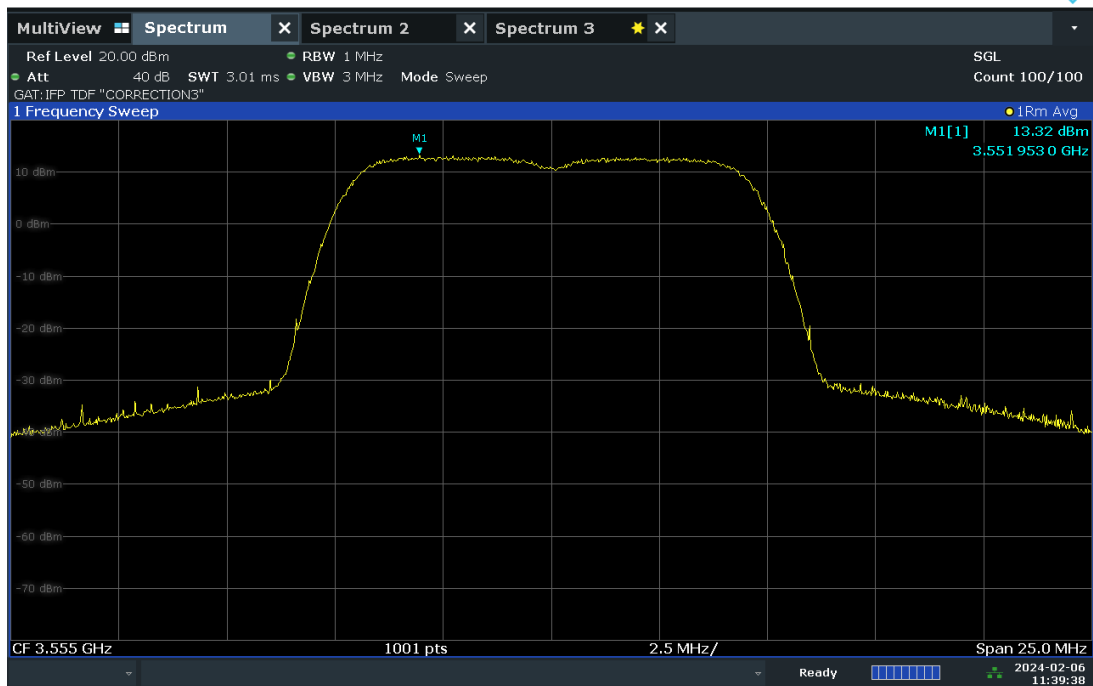 MultiView Spectrum X Spectrum 2 X Spectrum 3 X
Ref Level 20.00 dBm RBW 1 MHz SGL
Att 40 dB SWT 3.01 ms VBW 3 MHz Mode Sweep Count 100/100
GAT:IFP TDF "CORRECTION3"
1 Frequency Sweep 1Rm Avg
M1[1] 13.32 dBm
3.5519530 GHz
M1
10 dBm
0 dBm
-10 dBm
-20 dBm
-30 dBm
-40 dBm
-50 dBm
-60 dBm
-70 dBm
CF 3.555 GHz 1001 pts 2.5 MHz/ Span 25.0 MHz
Ready 2024-02-06
11:39:38